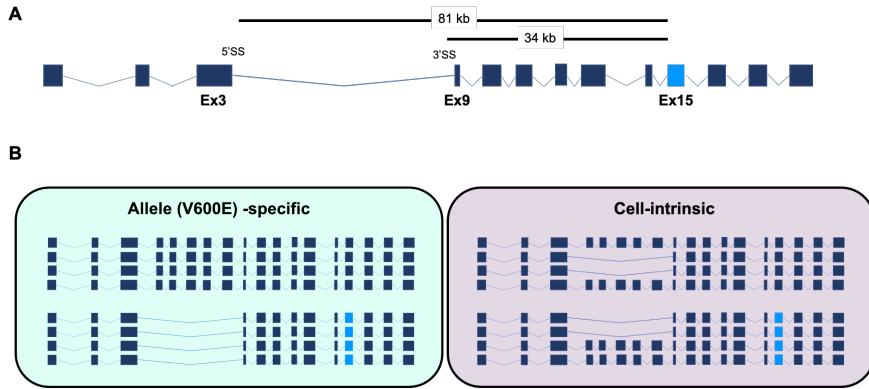 A
81 kb
34 kb
5'SS
3'SS
Ex3
Ex9
Ex15
B
Allele (V600E) -specific
Cell-intrinsic